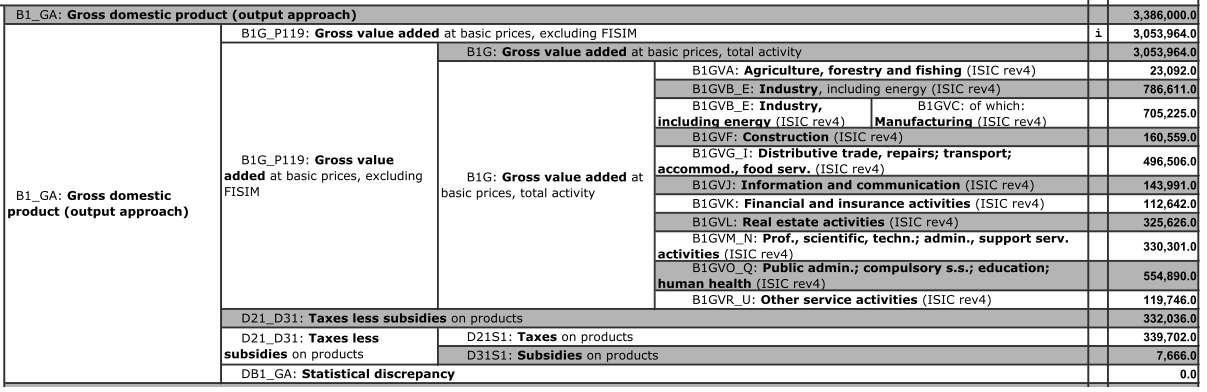 B1_GA: Gross domestic product (output approach) 3,386,000.0
B1G_P119: Gross value added at basic prices, excluding FISIM i 3,053,964.0
B1G: Gross value added at basic prices, total activity 3,053,964.0
B1GVA: Agriculture, forestry and fishing (ISIC rev4) 23,092.0
B1GVB_E: Industry, including energy (ISIC rev4) 786,611.0
B1GVB_E: Industry, B1GVC: of which:
including energy (ISIC rev4) Manufacturing (ISIC rev4) 705,225.0
B1GVF: Construction (ISIC rev4) 160,559.0
B1GVG_I: Distributive trade, repairs; transport;
accommod., food serv. (ISIC rev4) 496,506.0
B1G_P119: Gross value
added at basic prices, excluding
FISIM
B1G: Gross value added at
basic prices, total activity
B1_GA: Gross domestic
product (output approach)
B1GVJ: Information and communication (ISIC rev4) 143,991.0
B1GVK: Financial and insurance activities (ISIC rev4) 112,642.0
B1GVL: Real estate activities (ISIC rev4) 325,626.0
B1GVM_N: Prof., scientific, techn.; admin., support serv.
activities (ISIC rev4) 330,301.0
B1GVO_Q: Public admin.; compulsory s.s.; education;
human health (ISIC rev4) 554,890.0
B1GVR_U: Other service activities (ISIC rev4) 119,746.0
D21_D31: Taxes less subsidies on products 332,036.0
D21_D31: Taxes less
subsidies on products
D21S1: Taxes on products 339,702.0
D31S1: Subsidies on products 7,666.0
DB1_GA: Statistical discrepancy 0.0